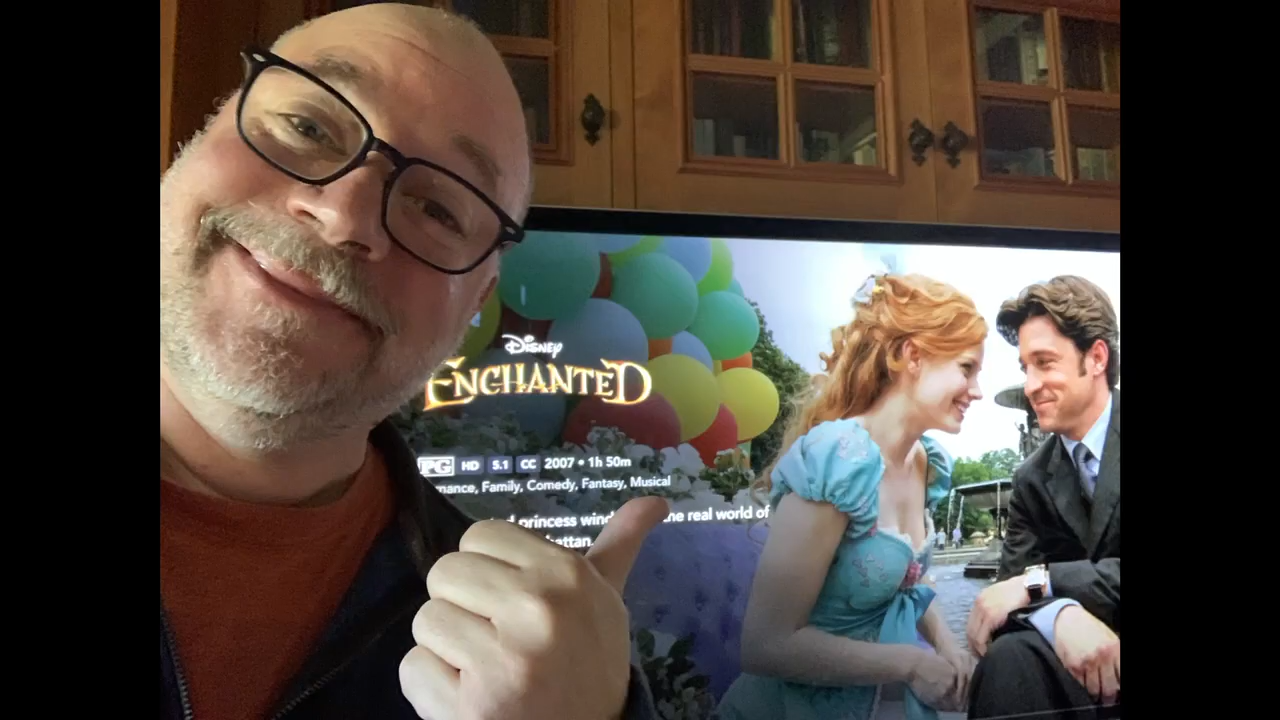 Disney
ENCHANTED
PG HD 5.1 CC 2007 • 1h 50m
Family, Comedy, Fantasy, Musical
princess the real world of